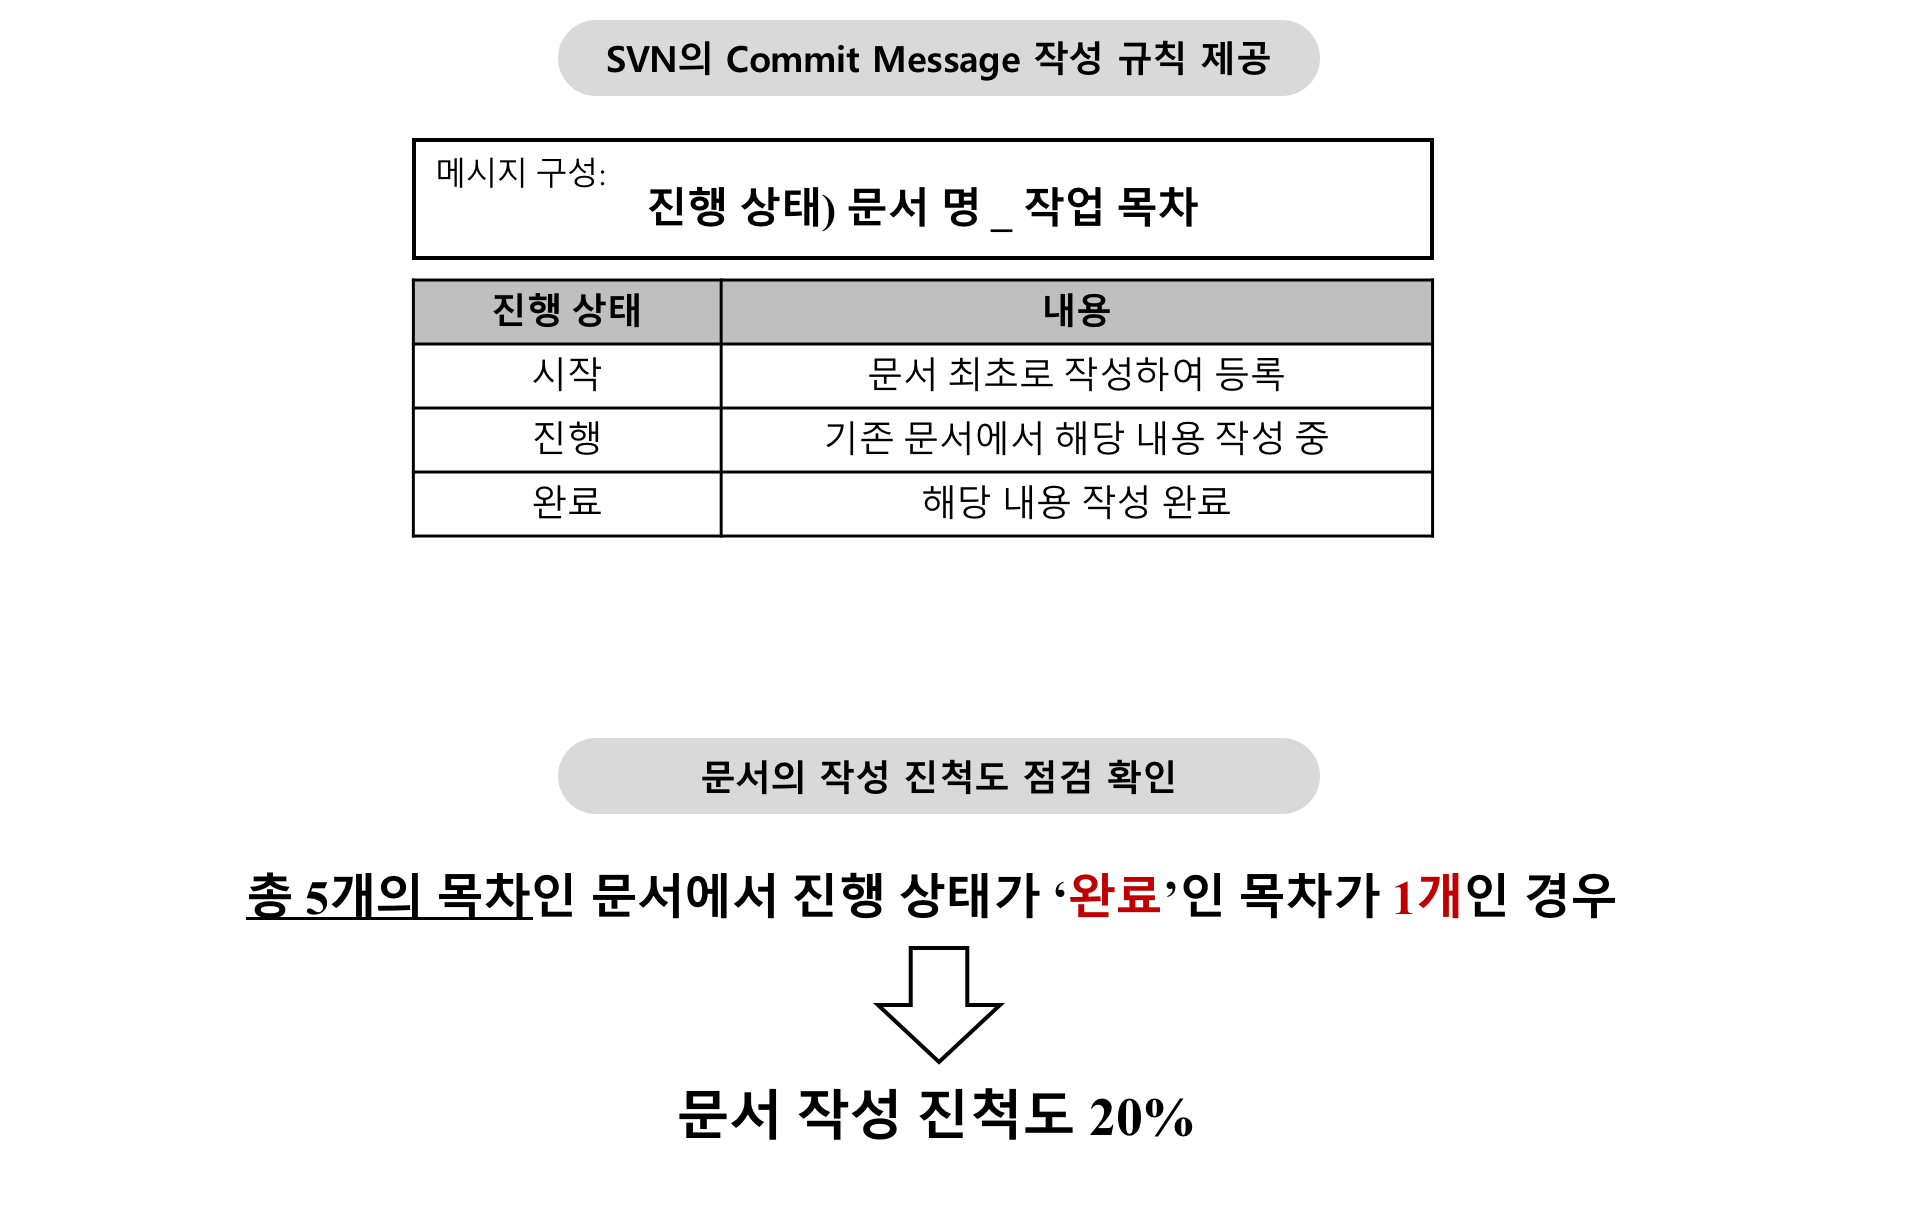 SVN의 Commit Message 작성 규칙 제공
메시지 구성:
진행 상태) 문서 명 _ 작업 목차
진행 상태 내용
시작 문서 최초로 작성하여 등록
진행 기존 문서에서 해당 내용 작성 중
완료 해당 내용 작성 완료
문서의 작성 진척도 점검 확인
총 5개의 목차인 문서에서 진행 상태가 ‘완료’인 목차가 1개인 경우
문서 작성 진척도 20%